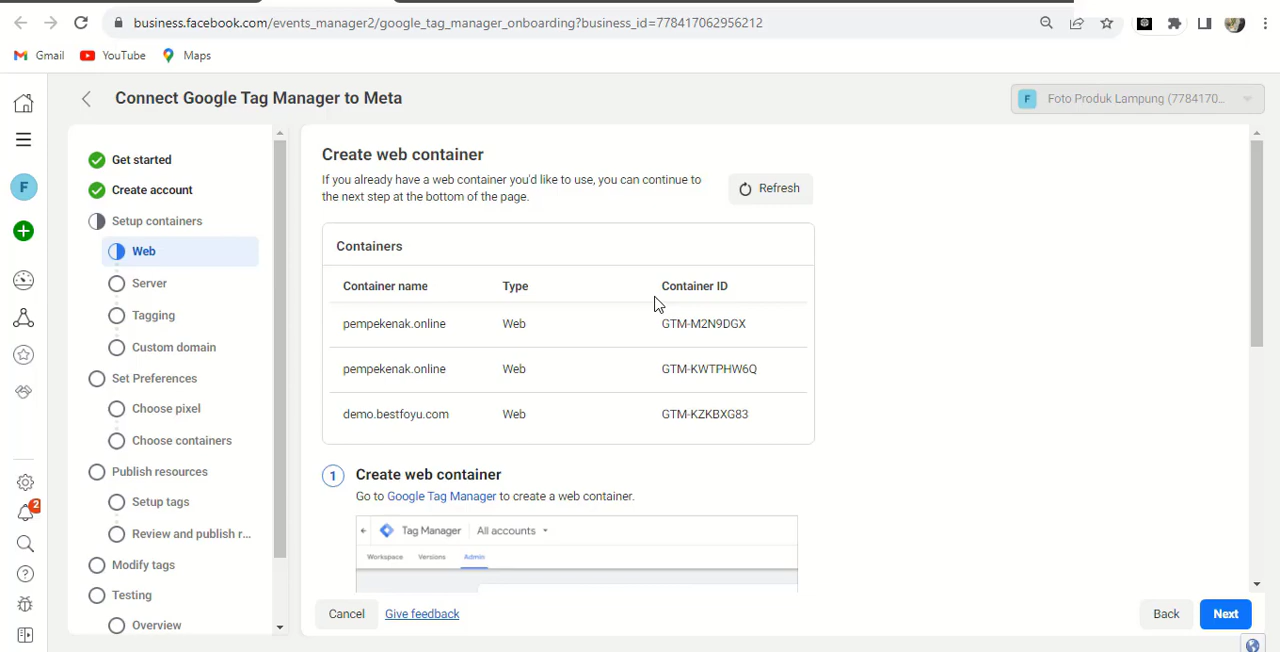 business.facebook.com/events_manager2/google_tag_manager_onboarding?business_id=778417062956212
Gmail YouTube Maps
Connect Google Tag Manager to Meta
F Foto Produk Lampung (7784170...
Get started
Create account
Setup containers
Web
Server
Tagging
Custom domain
Set Preferences
Choose pixel
Choose containers
Publish resources
Setup tags
Review and publish r...
Modify tags
Testing
Overview
F
2
Create web container
If you already have a web container you'd like to use, you can continue to
the next step at the bottom of the page.
Refresh
Containers
Container name Type Container ID
pempekenak.online Web GTM-M2N9DGX
pempekenak.online Web GTM-KWTPHW6Q
demo.bestfoyu.com Web GTM-KZKBXG83
1 Create web container
Go to Google Tag Manager to create a web container.
Tag Manager All accounts
Workspace Versions Admin
Cancel Give feedback Back Next